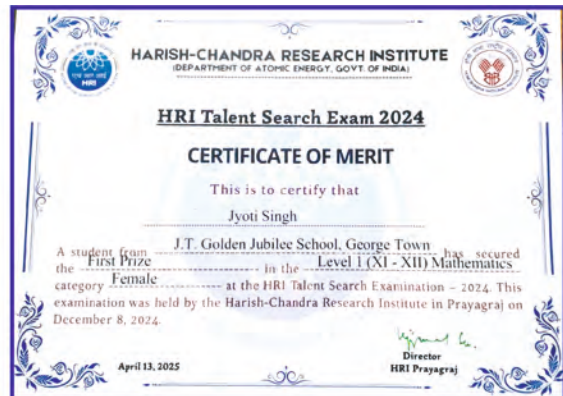 HARISH-CHANDRA RESEARCH INSTITUTE
(DEPARTMENT OF ATOMIC ENERGY, GOVT. OF INDIA)
एच आर आई
HRI
HRI Talent Search Exam 2024
CERTIFICATE OF MERIT
This is to certify that
Jyoti Singh
A student from J.T. Golden Jubilee School, George Town has secured
the First Prize in the Level 1 (XI - XII) Mathematics
category Female at the HRI Talent Search Examination – 2024. This
examination was held by the Harish-Chandra Research Institute in Prayagraj on
December 8, 2024.
April 13, 2025
Director
HRI Prayagraj